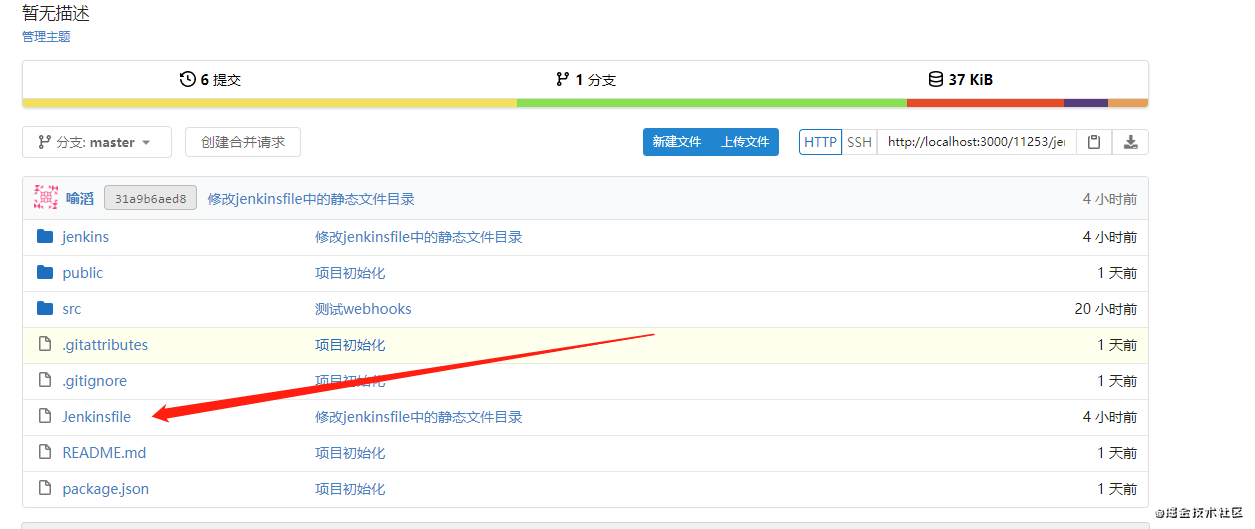 暂无描述
管理主题
6 提交 1 分支 37 KiB
分支: master 创建合并请求 新建文件 上传文件 HTTP SSH http://localhost:3000/11253/je
喻滔 31a9b6aed8 修改jenkinsfile中的静态文件目录 4 小时前
jenkins 修改jenkinsfile中的静态文件目录 4 小时前
public 项目初始化 1 天前
src 测试webhooks 20 小时前
.gitattributes 项目初始化 1 天前
.gitignore 项目初始化 1 天前
Jenkinsfile 修改jenkinsfile中的静态文件目录 4 小时前
README.md 项目初始化 1 天前
package.json 项目初始化 1 天前
@掘金技术社区